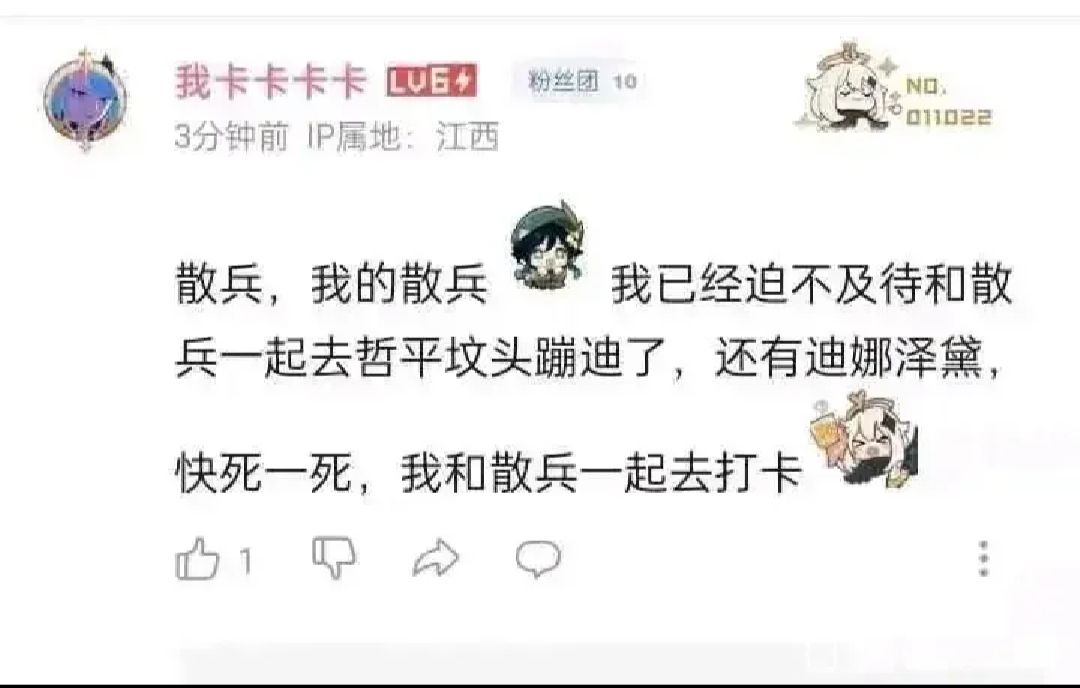 我卡卡卡卡 LV6 粉丝团 10
NO.
011022
3分钟前 IP属地：江西
散兵，我的散兵 我已经迫不及待和散
兵一起去哲平坟头蹦迪了，还有迪娜泽黛，
快死一死，我和散兵一起去打卡
1